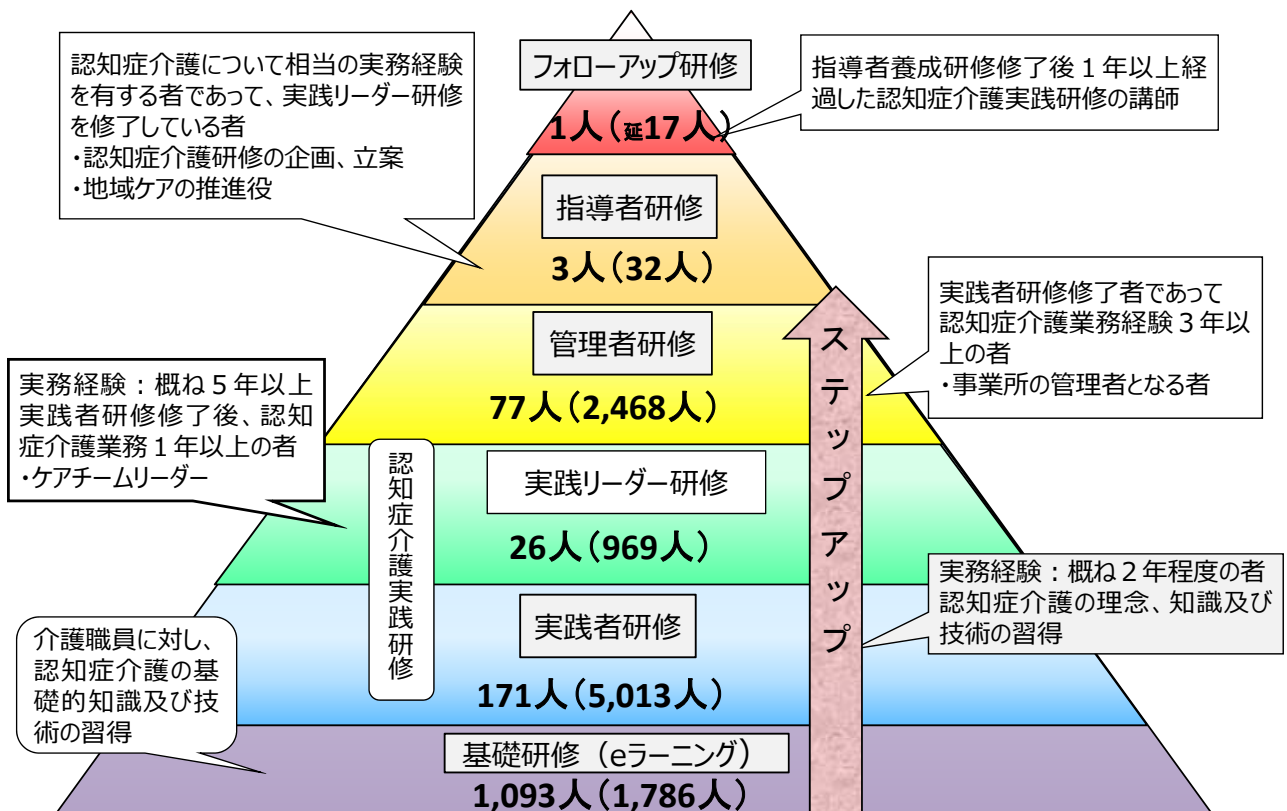 フォローアップ研修
1人（延17人）
指導者養成研修修了後１年以上経
過した認知症介護実践研修の講師
認知症介護について相当の実務経験
を有する者であって、実践リーダー研修
を修了している者
・認知症介護研修の企画、立案
・地域ケアの推進役
指導者研修
3人（32人）
実践者研修修了者であって
認知症介護業務経験３年以
上の者
・事業所の管理者となる者
管理者研修
77人（2,468人）
実務経験：概ね５年以上
実践者研修修了後、認知
症介護業務１年以上の者
・ケアチームリーダー
認知症介護実践研修
実践リーダー研修
26人（969人）
ステップアップ
実務経験：概ね２年程度の者
認知症介護の理念、知識及び
技術の習得
実践者研修
171人（5,013人）
介護職員に対し、
認知症介護の基
礎的知識及び技
術の習得
基礎研修（eラーニング）
1,093人（1,786人）